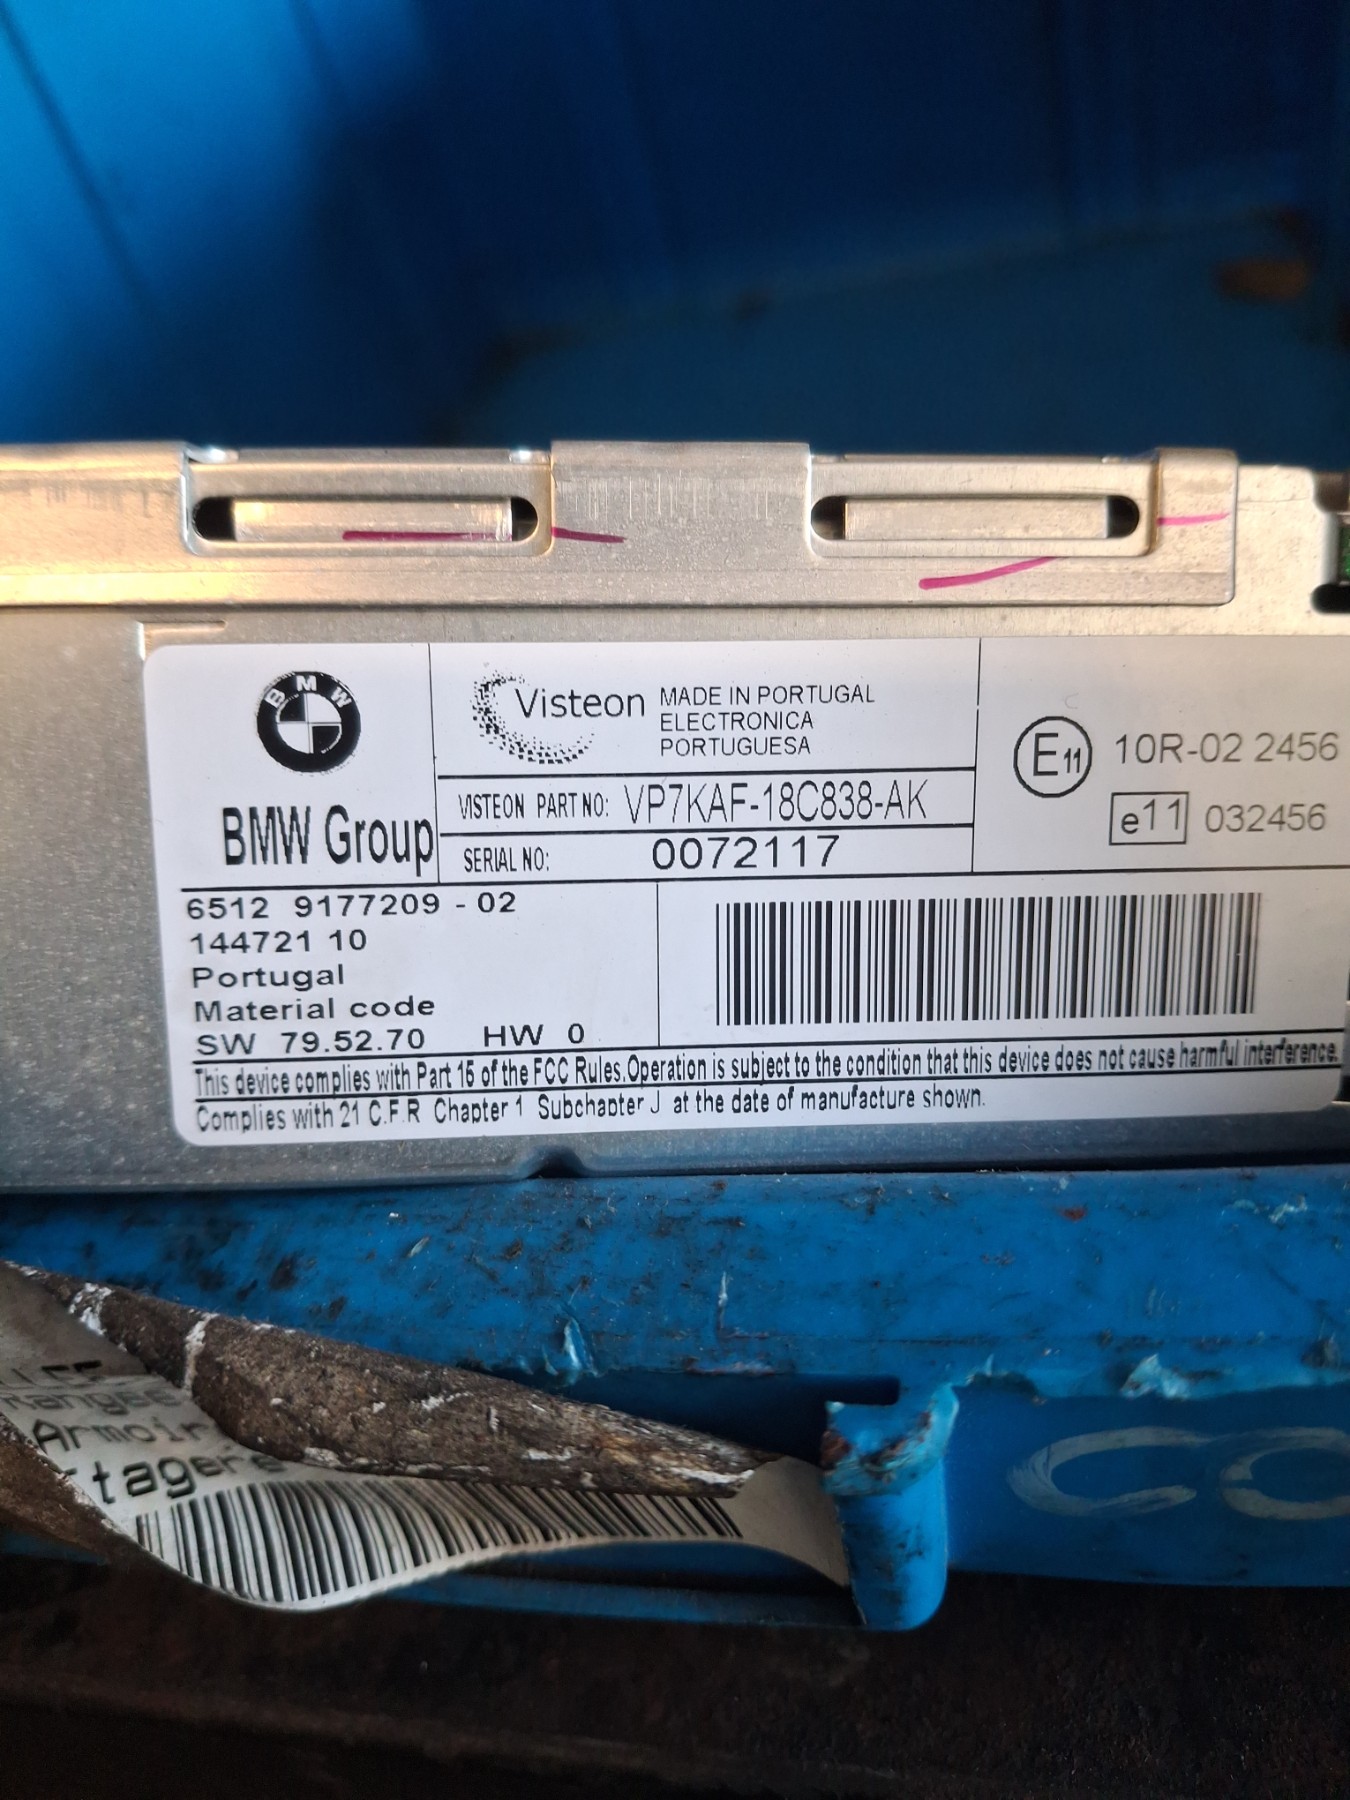 BMW
BMW Group
Visteon
MADE IN PORTUGAL
ELECTRONICA
PORTUGUESA
VISTEON PART NO: VP7KAF-18C838-AK
SERIAL NO: 0072117
E11 10R-02 2456
e11 032456
6512 9177209 - 02
144721 10
Portugal
Material code
SW 79.52.70 HW 0
This device complies with Part 15 of the FCC Rules.Operation is subject to the condition that this device does not cause harmful interference.
Complies with 21 C.F.R Chapter 1 Subchapter J at the date of manufacture shown.
Armoir
tagere
CO